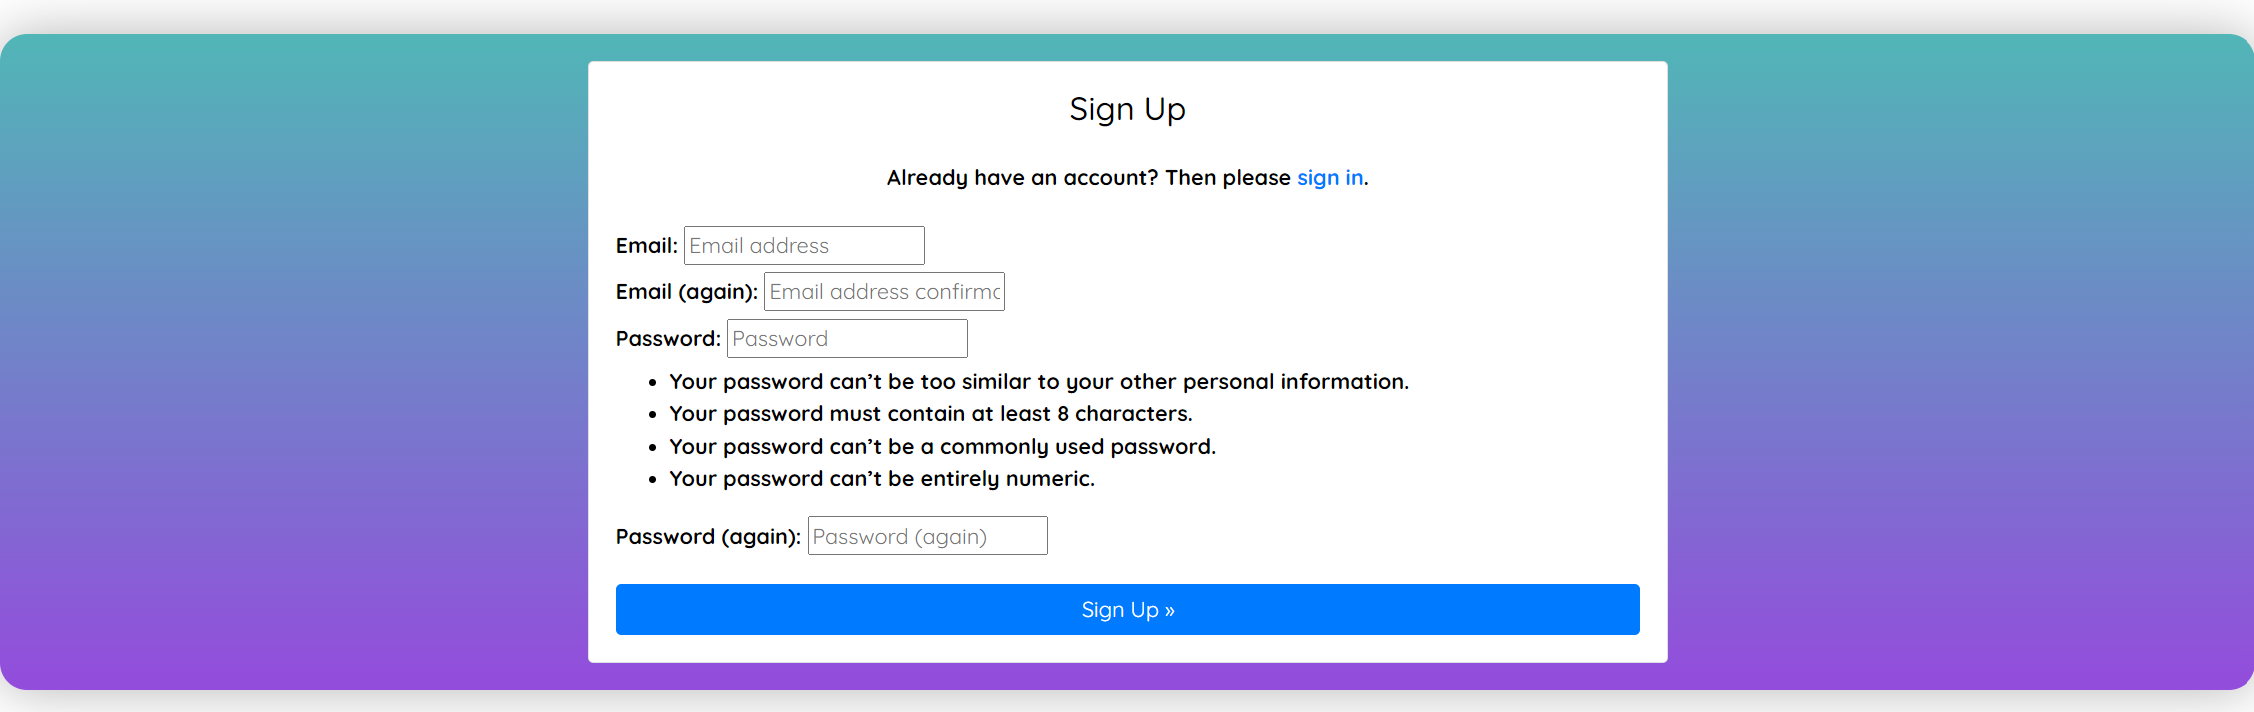 Sign Up
Already have an account? Then please sign in.
Email: Email address
Email (again): Email address confirma
Password: Password
• Your password can’t be too similar to your other personal information.
• Your password must contain at least 8 characters.
• Your password can’t be a commonly used password.
• Your password can’t be entirely numeric.
Password (again): Password (again)
Sign Up »